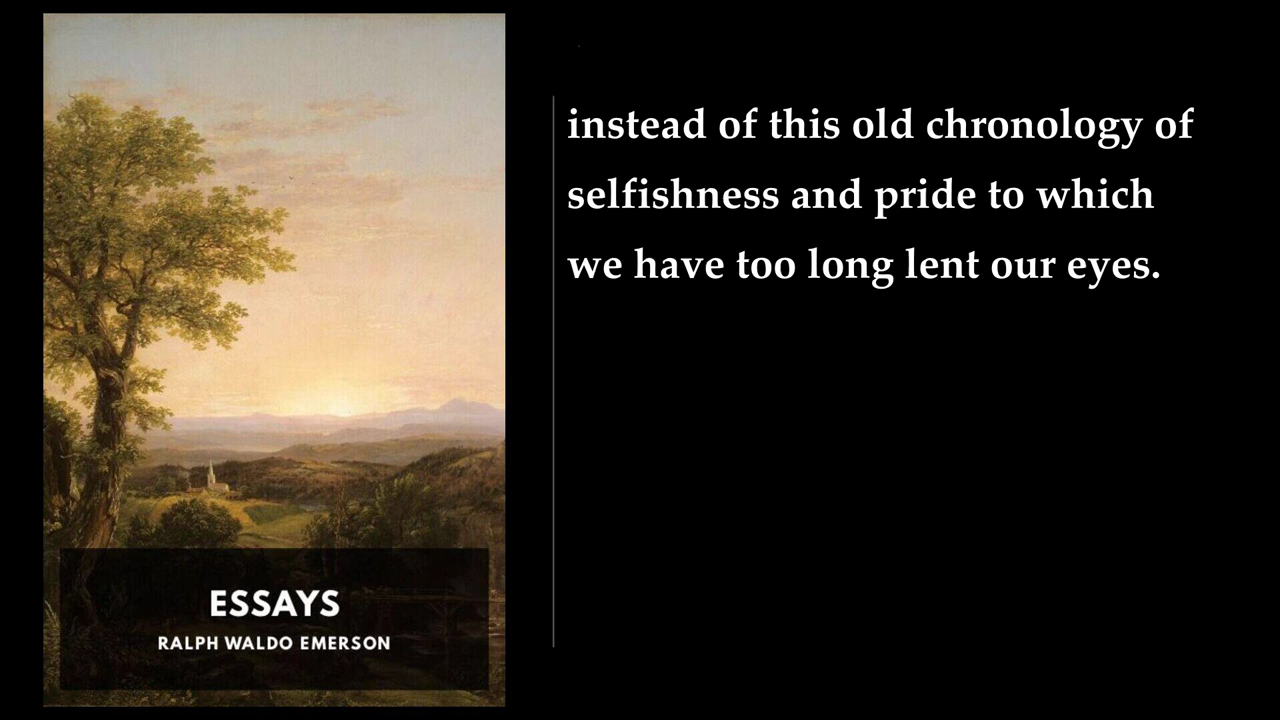 ESSAYS
RALPH WALDO EMERSON
instead of this old chronology of
selfishness and pride to which
we have too long lent our eyes.